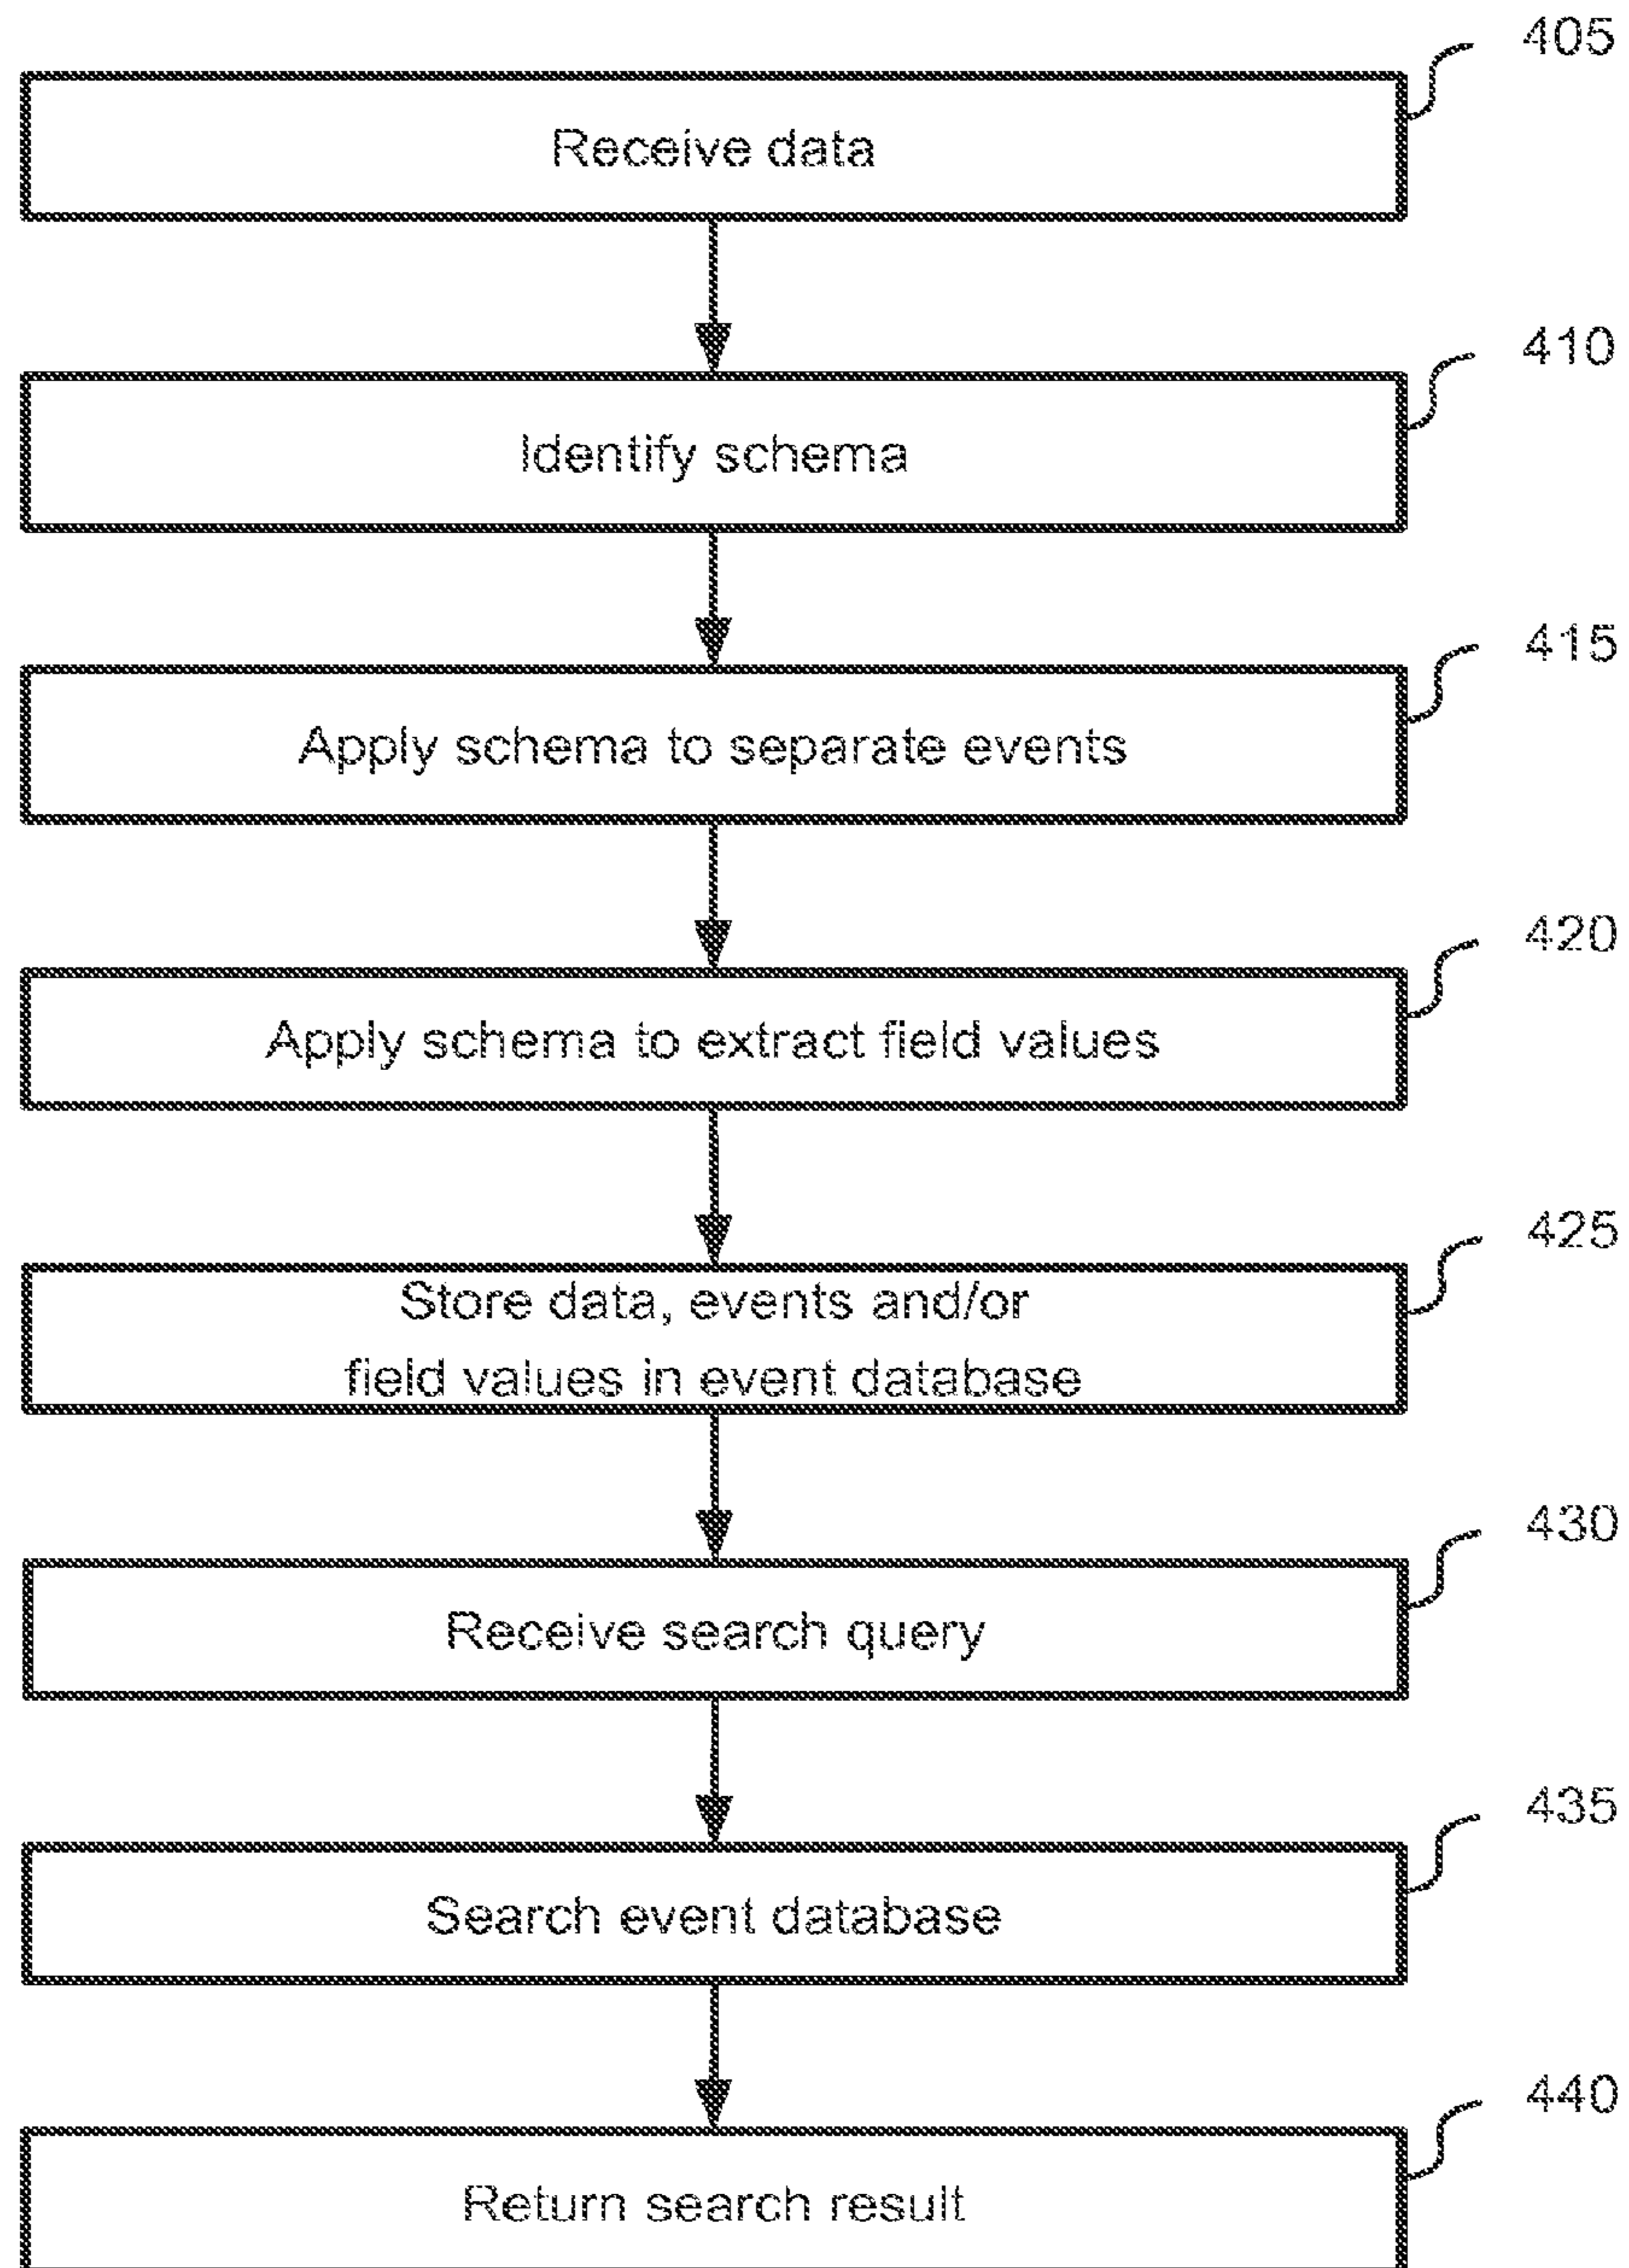 405
Receive data
410
Identify schema
415
Apply schema to separate events
420
Apply schema to extract field values
425
Store data, events and/or
field values in event database
430
Receive search query
435
Search event database
440
Return search result